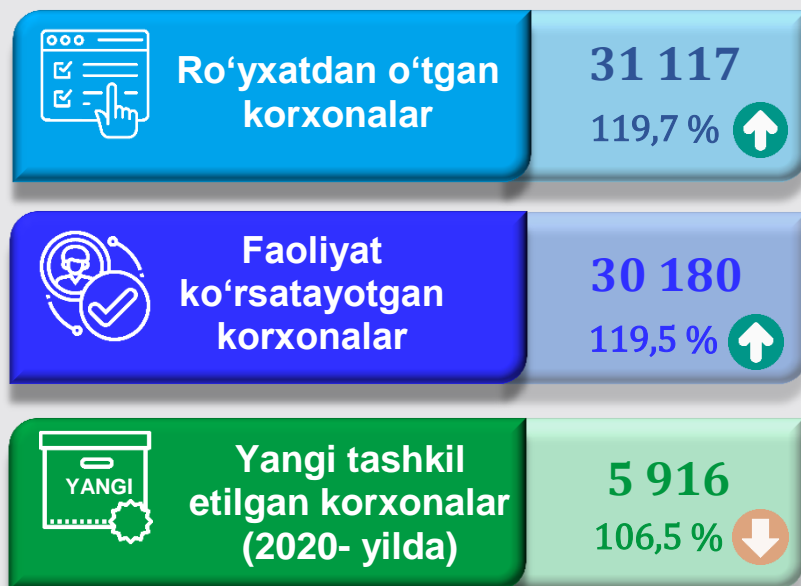 Ro‘yxatdan o‘tgan
korxonalar
31 117
119,7 %
Faoliyat
ko‘rsatayotgan
korxonalar
30 180
119,5 %
YANGI
Yangi tashkil
etilgan korxonalar
(2020- yilda)
5 916
106,5 %